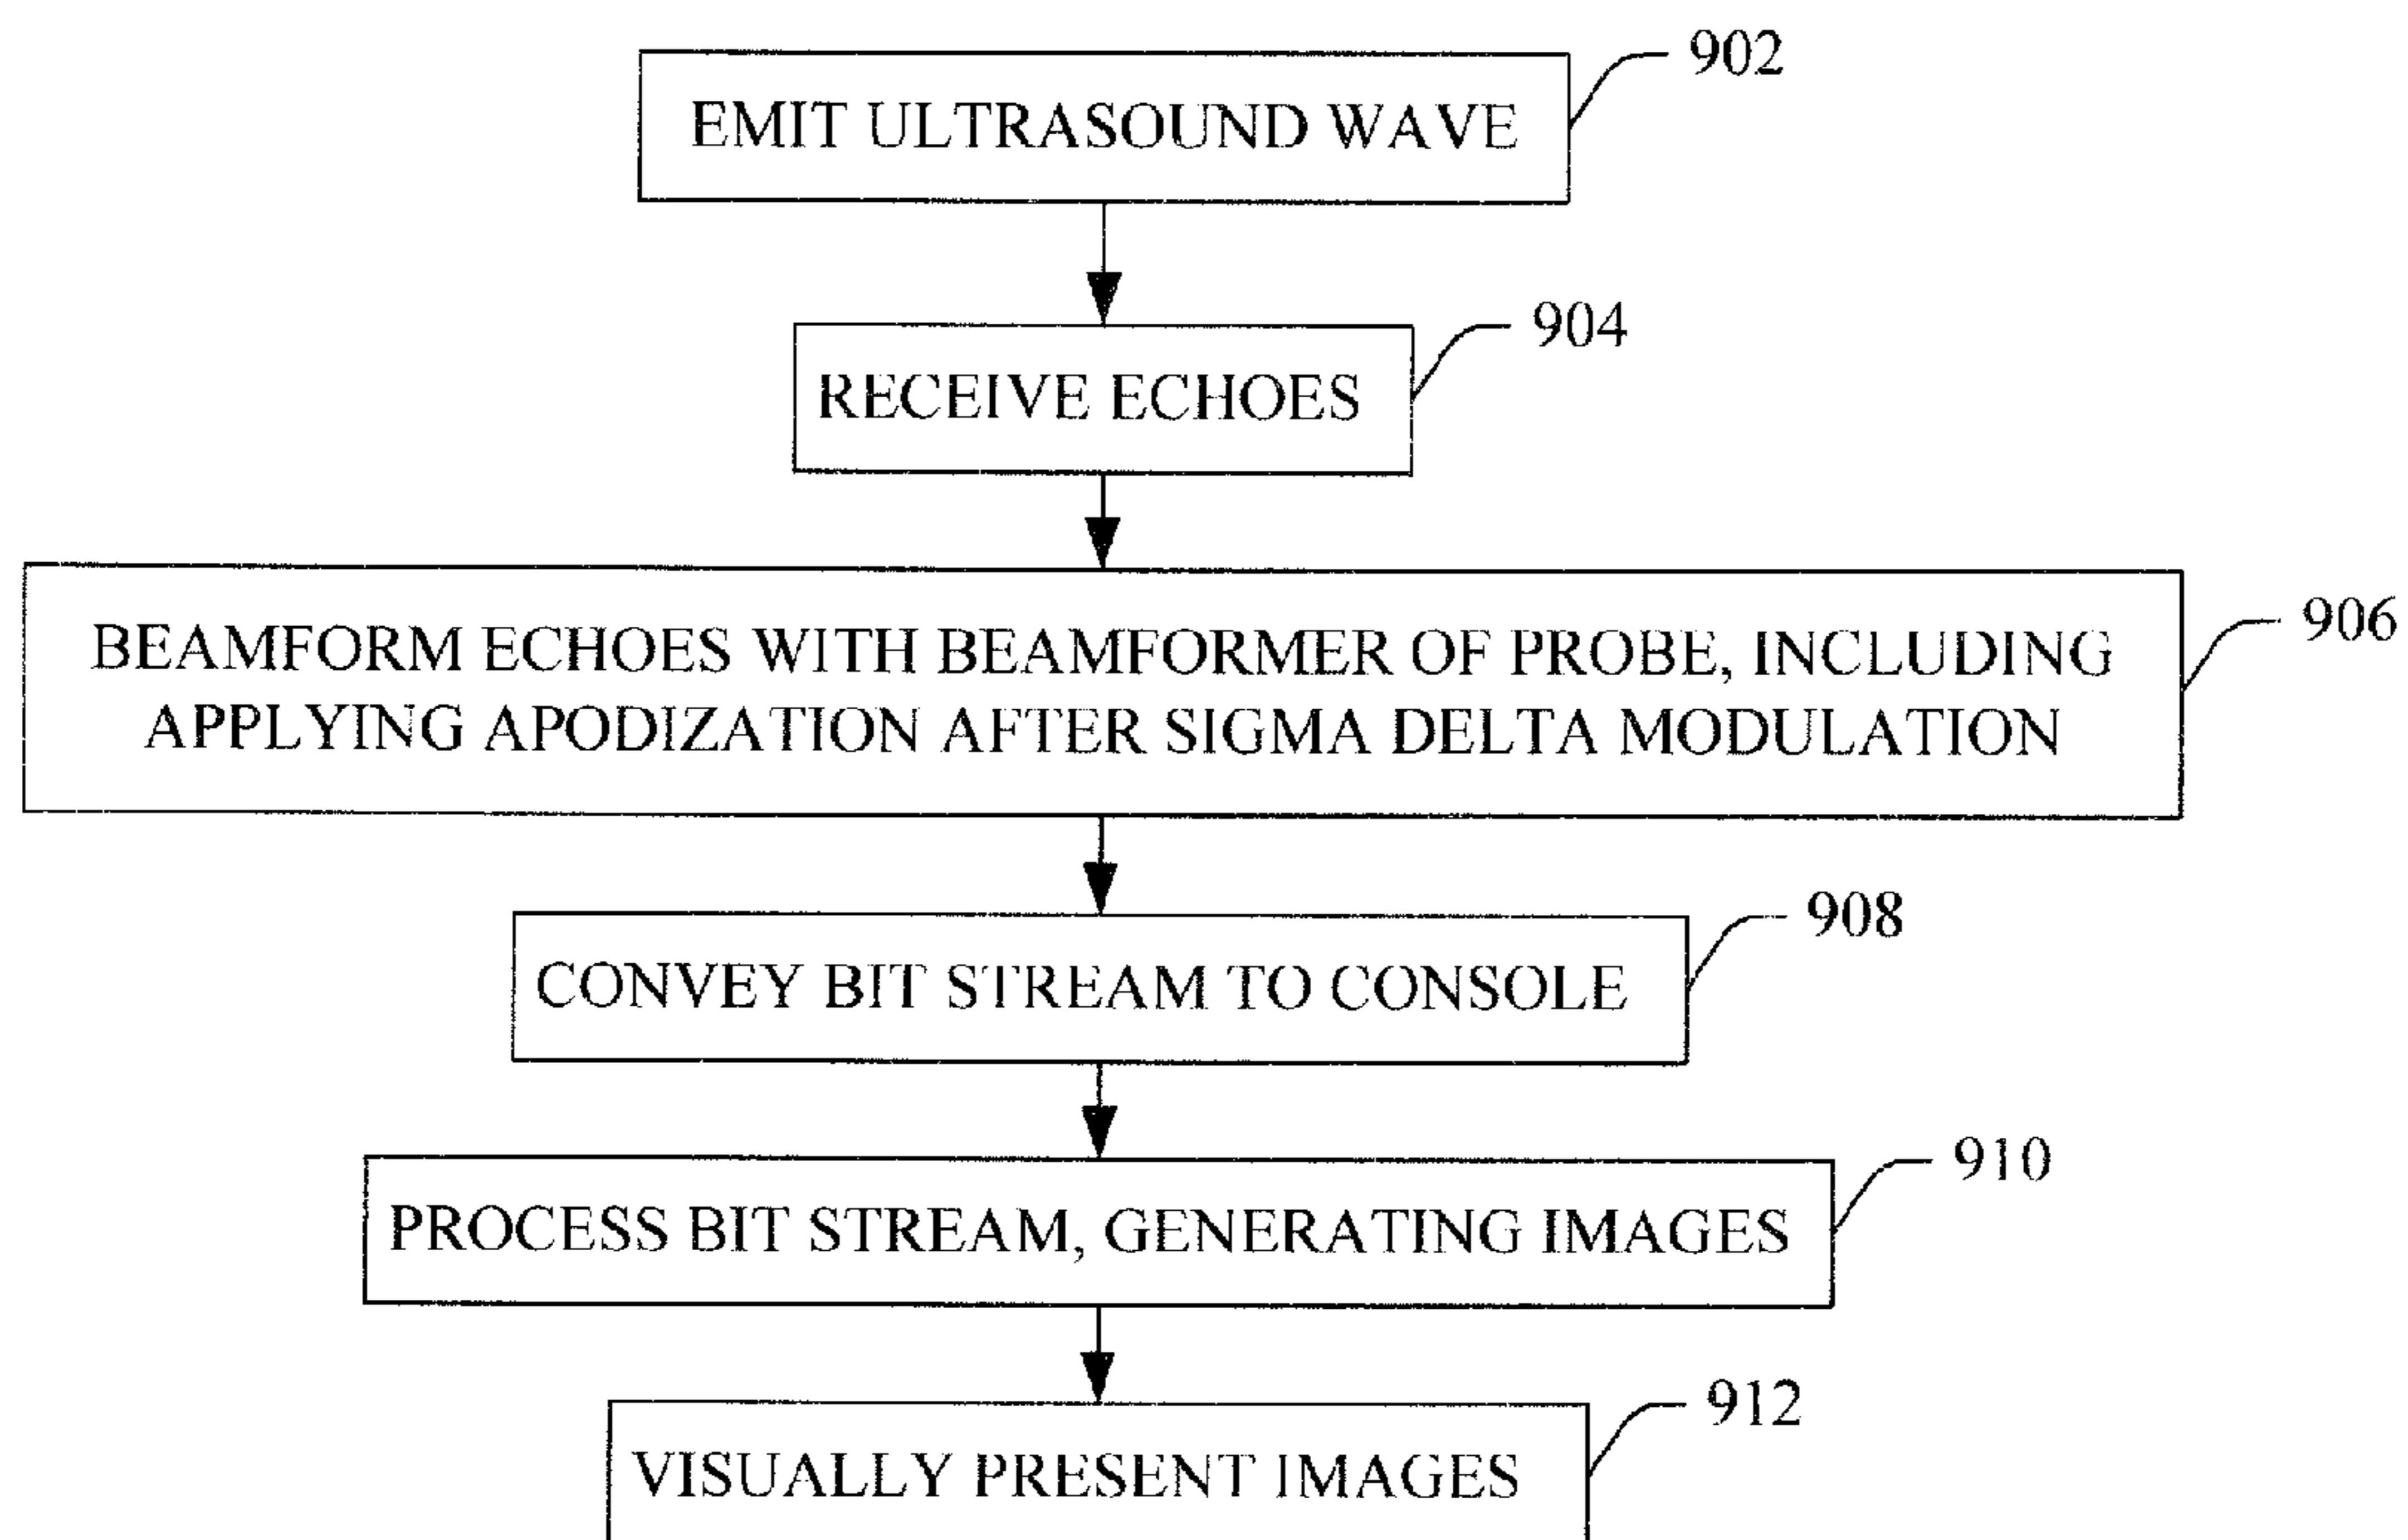 902
EMIT ULTRASOUND WAVE
904
RECEIVE ECHOES
906
BEAMFORM ECHOES WITH BEAMFORMER OF PROBE, INCLUDING
APPLYING APODIZATION AFTER SIGMA DELTA MODULATION
908
CONVEY BIT STREAM TO CONSOLE
910
PROCESS BIT STREAM, GENERATING IMAGES
912
VISUALLY PRESENT IMAGES